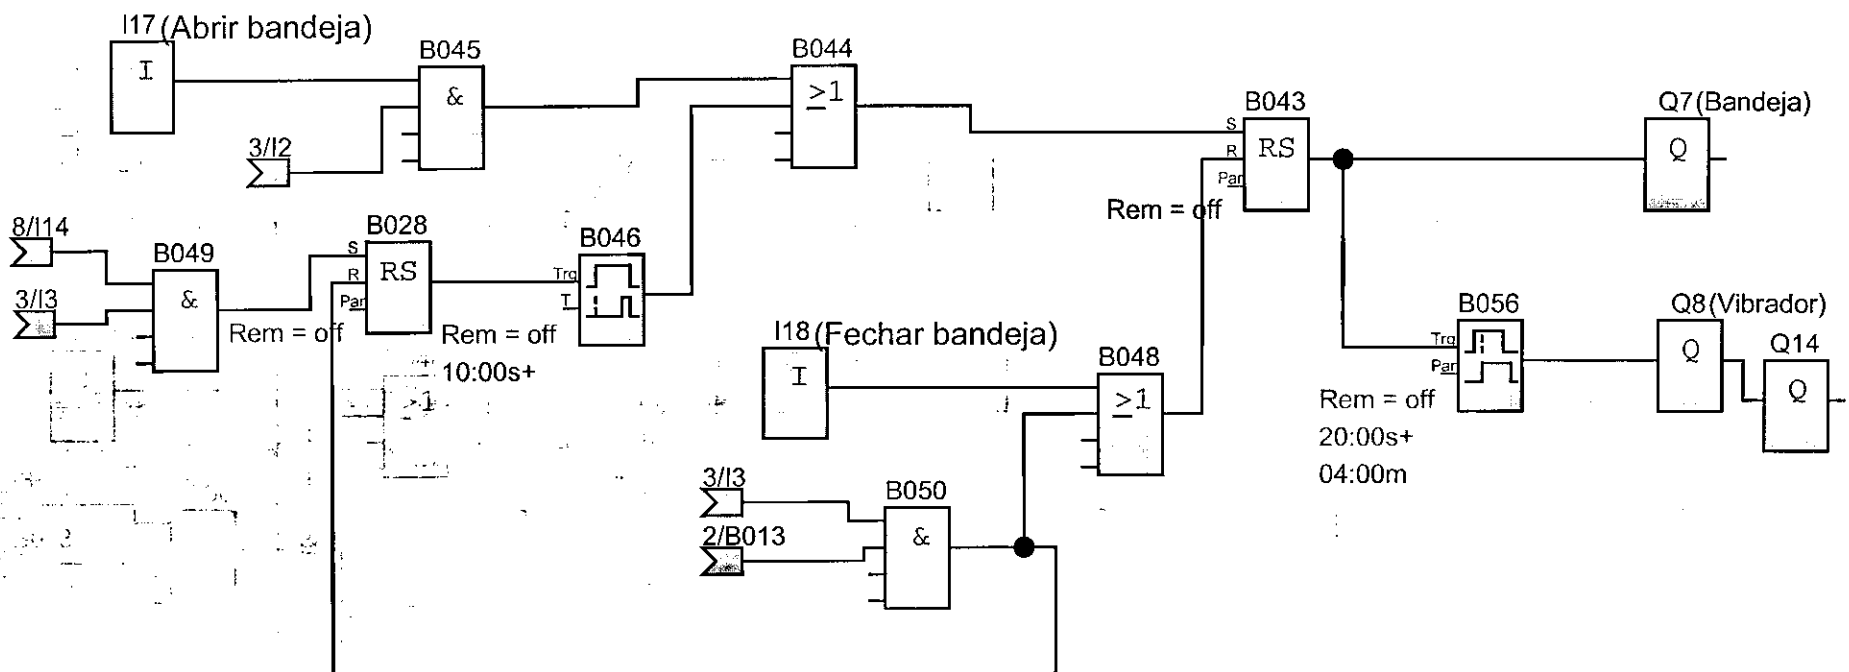 I17(Abrir bandeja)
I
B045
&
3/I2
B044
>1
B043
S
R
Par
RS
Rem = off
Q7(Bandeja)
Q
8/I14
3/I3
B049
&
B028
S
R
Par
RS
Rem = off
B046
Trg
T
Rem = off
10:00s+
I18(Fechar bandeja)
I
B048
>1
3/I3
2/B013
B050
&
B056
Trg
Par
Rem = off
20:00s+
04:00m
Q8(Vibrador)
Q
Q14
Q
>1